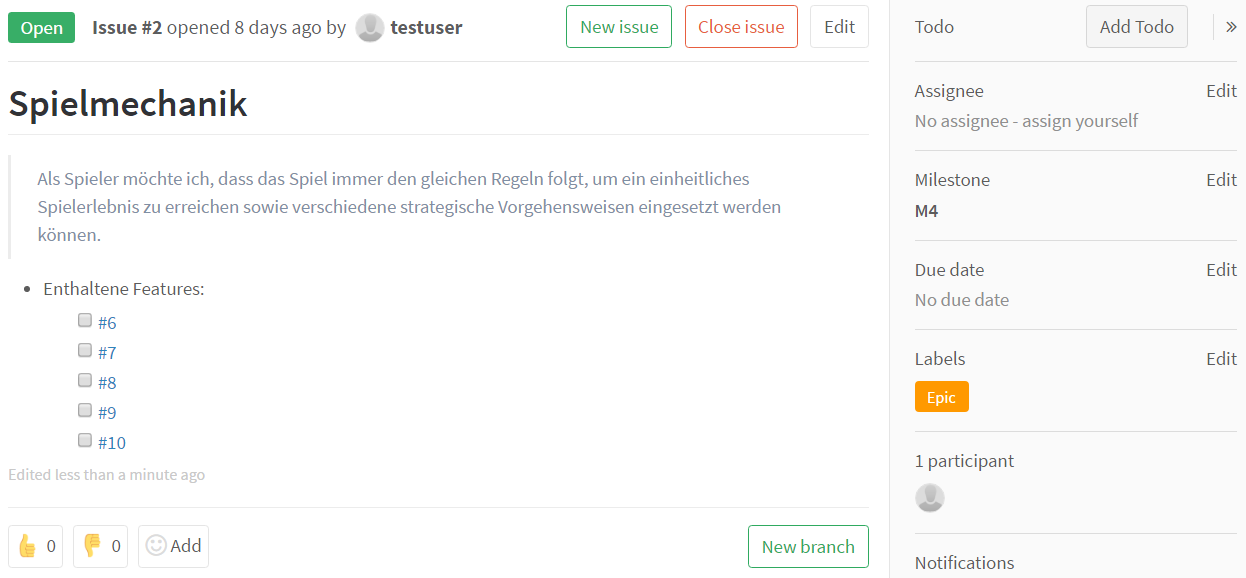 Open Issue #2 opened 8 days ago by testuser New issue Close issue Edit
Spielmechanik
Als Spieler möchte ich, dass das Spiel immer den gleichen Regeln folgt, um ein einheitliches
Spielerlebnis zu erreichen sowie verschiedene strategische Vorgehensweisen eingesetzt werden
können.
• Enthaltene Features:
#6
#7
#8
#9
#10
Edited less than a minute ago
0 0 Add New branch
Todo Add Todo »
Assignee Edit
No assignee - assign yourself
Milestone Edit
M4
Due date Edit
No due date
Labels Edit
Epic
1 participant
Notifications